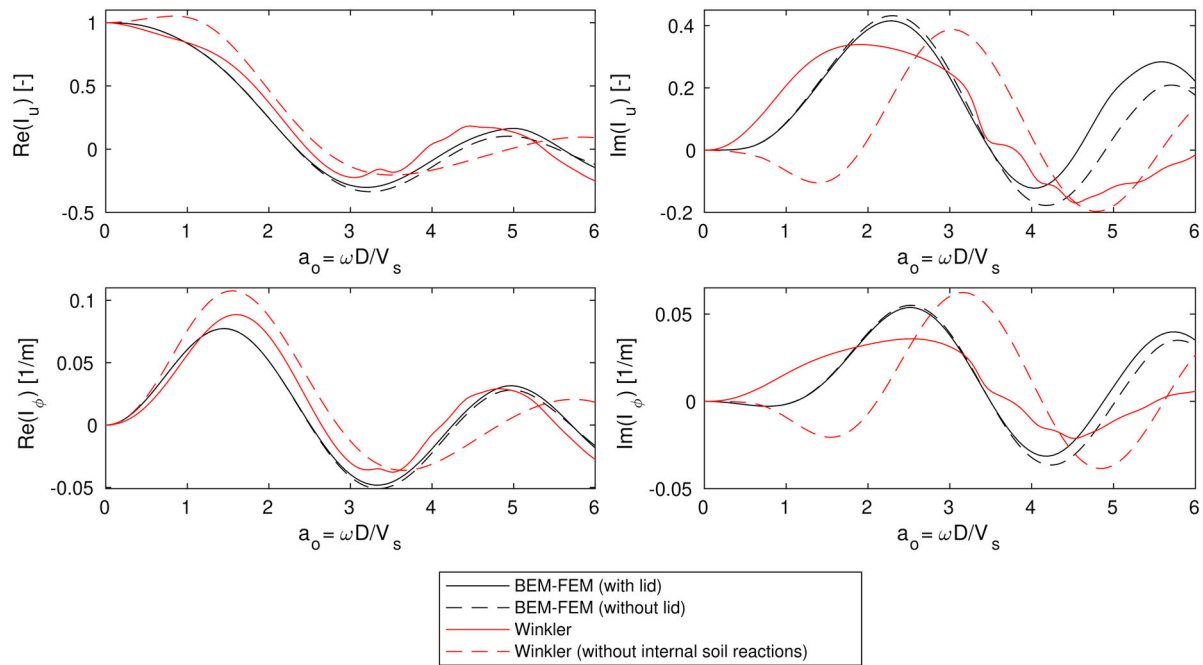 1
0.5
0
-0.5
Re(I_u) [-]
0 1 2 3 4 5 6
a_o = ωD/V_s
0.4
0.2
0
-0.2
Im(I_u) [-]
0 1 2 3 4 5 6
a_o = ωD/V_s
0.1
0.05
0
-0.05
Re(I_ϕ) [1/m]
0 1 2 3 4 5 6
a_o = ωD/V_s
0.05
0
-0.05
Im(I_ϕ) [1/m]
0 1 2 3 4 5 6
a_o = ωD/V_s
BEM-FEM (with lid)
BEM-FEM (without lid)
Winkler
Winkler (without internal soil reactions)